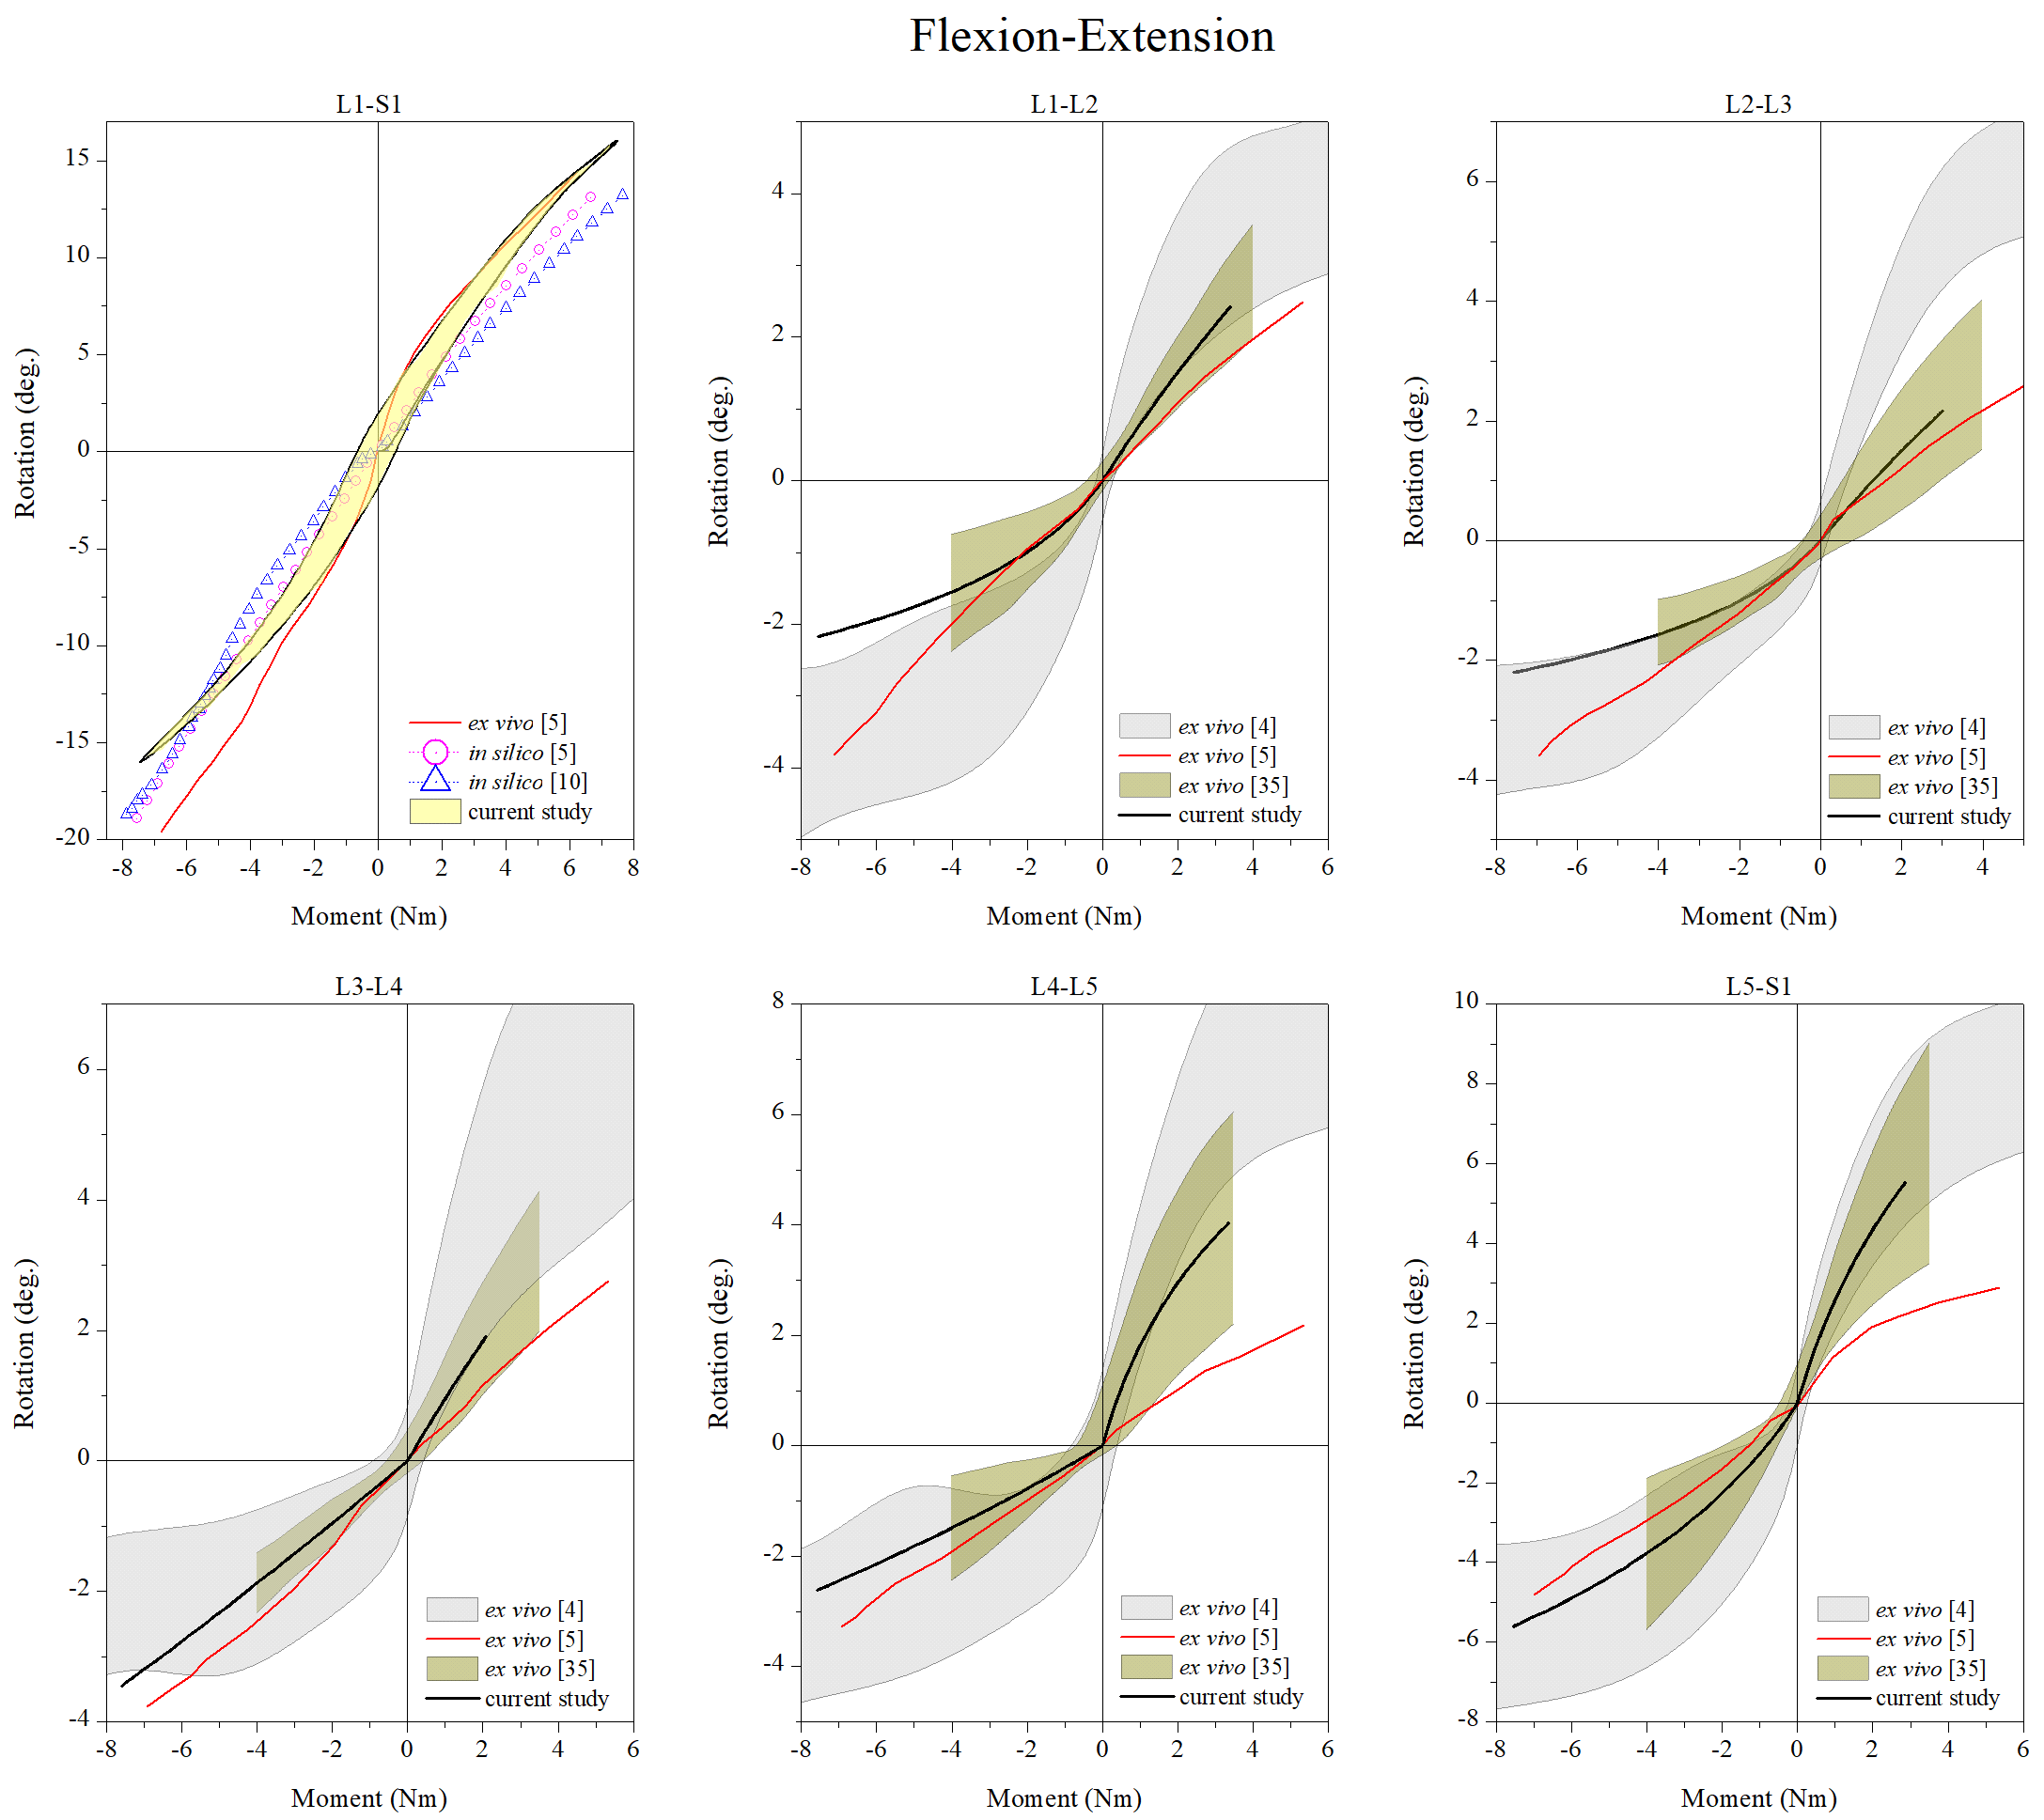 Flexion-Extension
L1-S1
15
10
5
0
-5
-10
-15
-20
-8 -6 -4 -2 0 2 4 6 8
Rotation (deg.)
Moment (Nm)
ex vivo [5]
in silico [5]
in silico [10]
current study
L1-L2
4
2
0
-2
-4
-8 -6 -4 -2 0 2 4 6
Rotation (deg.)
Moment (Nm)
ex vivo [4]
ex vivo [5]
ex vivo [35]
current study
L2-L3
6
4
2
0
-2
-4
-8 -6 -4 -2 0 2 4
Rotation (deg.)
Moment (Nm)
ex vivo [4]
ex vivo [5]
ex vivo [35]
current study
L3-L4
6
4
2
0
-2
-4
-8 -6 -4 -2 0 2 4 6
Rotation (deg.)
Moment (Nm)
ex vivo [4]
ex vivo [5]
ex vivo [35]
current study
L4-L5
8
6
4
2
0
-2
-4
-8 -6 -4 -2 0 2 4 6
Rotation (deg.)
Moment (Nm)
ex vivo [4]
ex vivo [5]
ex vivo [35]
current study
L5-S1
10
8
6
4
2
0
-2
-4
-6
-8
-8 -6 -4 -2 0 2 4 6
Rotation (deg.)
Moment (Nm)
ex vivo [4]
ex vivo [5]
ex vivo [35]
current study